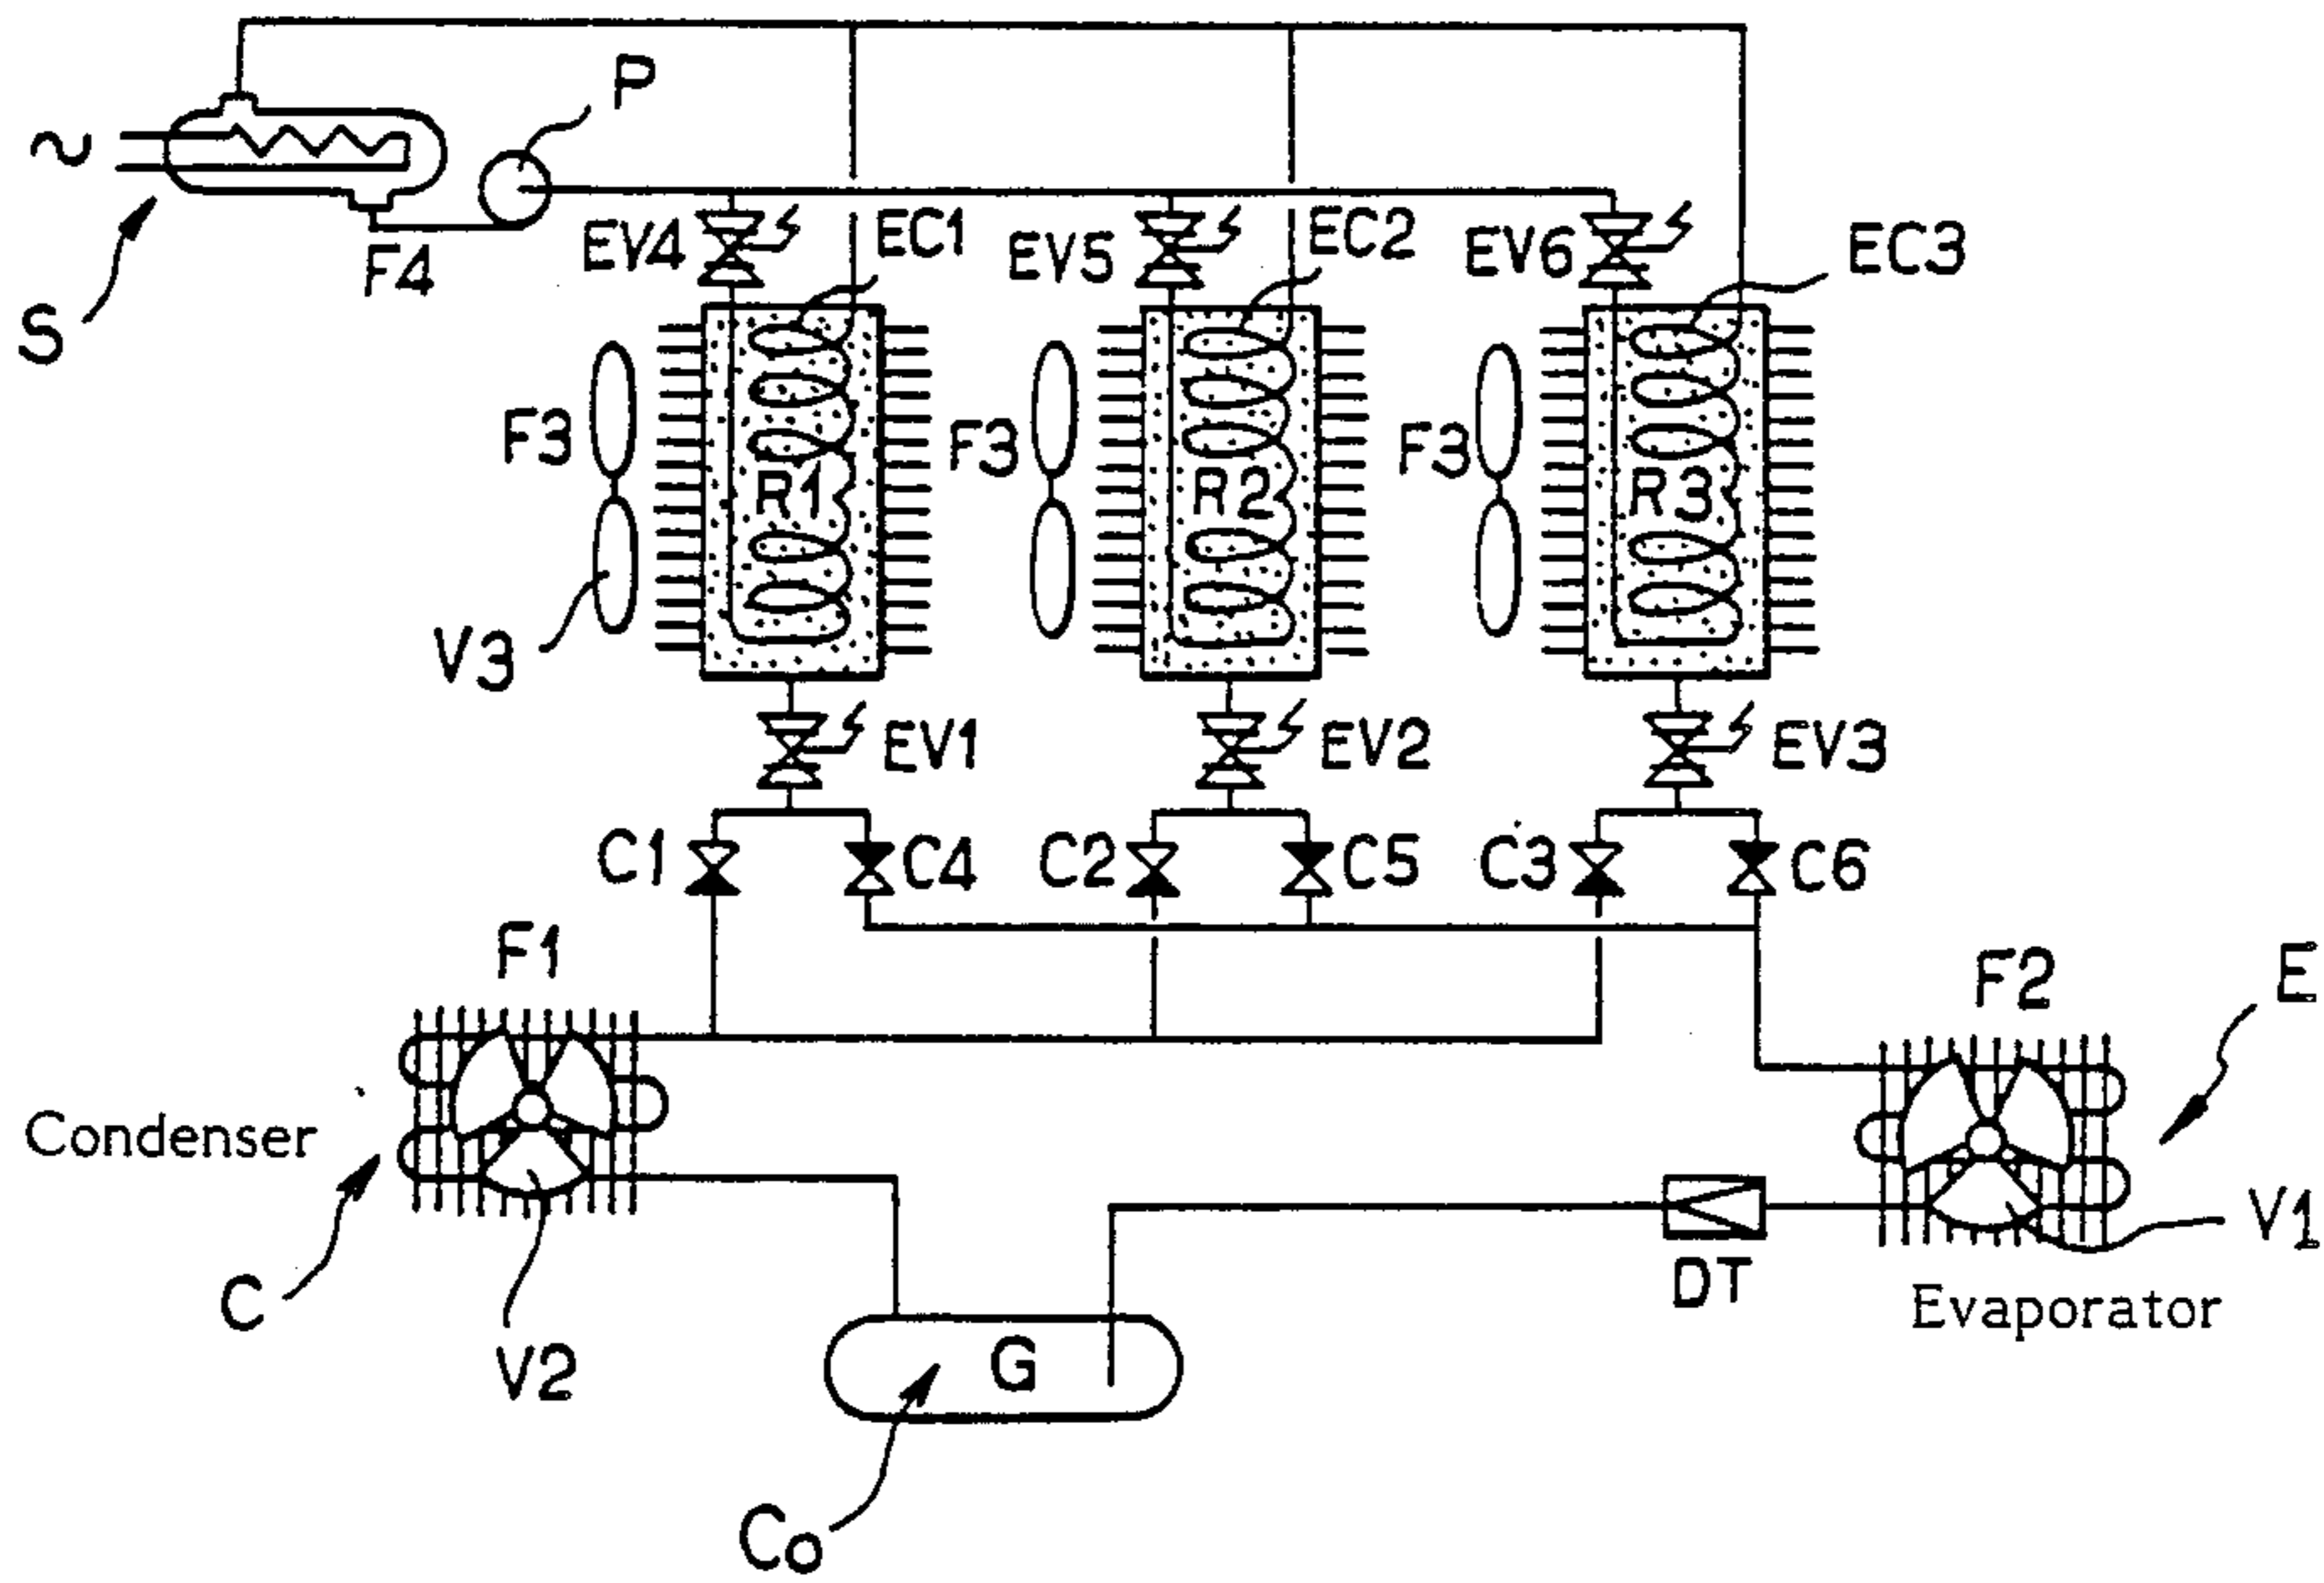 P
~
EV4
EC1
EV5
EC2
EV6
EC3
F4
S
F3
R1
F3
R2
F3
R3
V3
EV1
EV2
EV3
C1
C4
C2
C5
C3
C6
F1
F2
E
Condenser
C
V2
G
DT
V1
Evaporator
Co